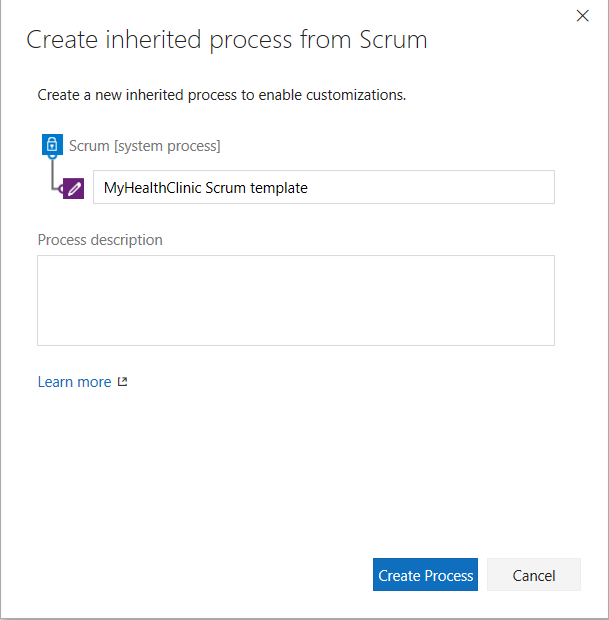 Create inherited process from Scrum
Create a new inherited process to enable customizations.
Scrum [system process]
MyHealthClinic Scrum template
Process description
Learn more
Create Process
Cancel